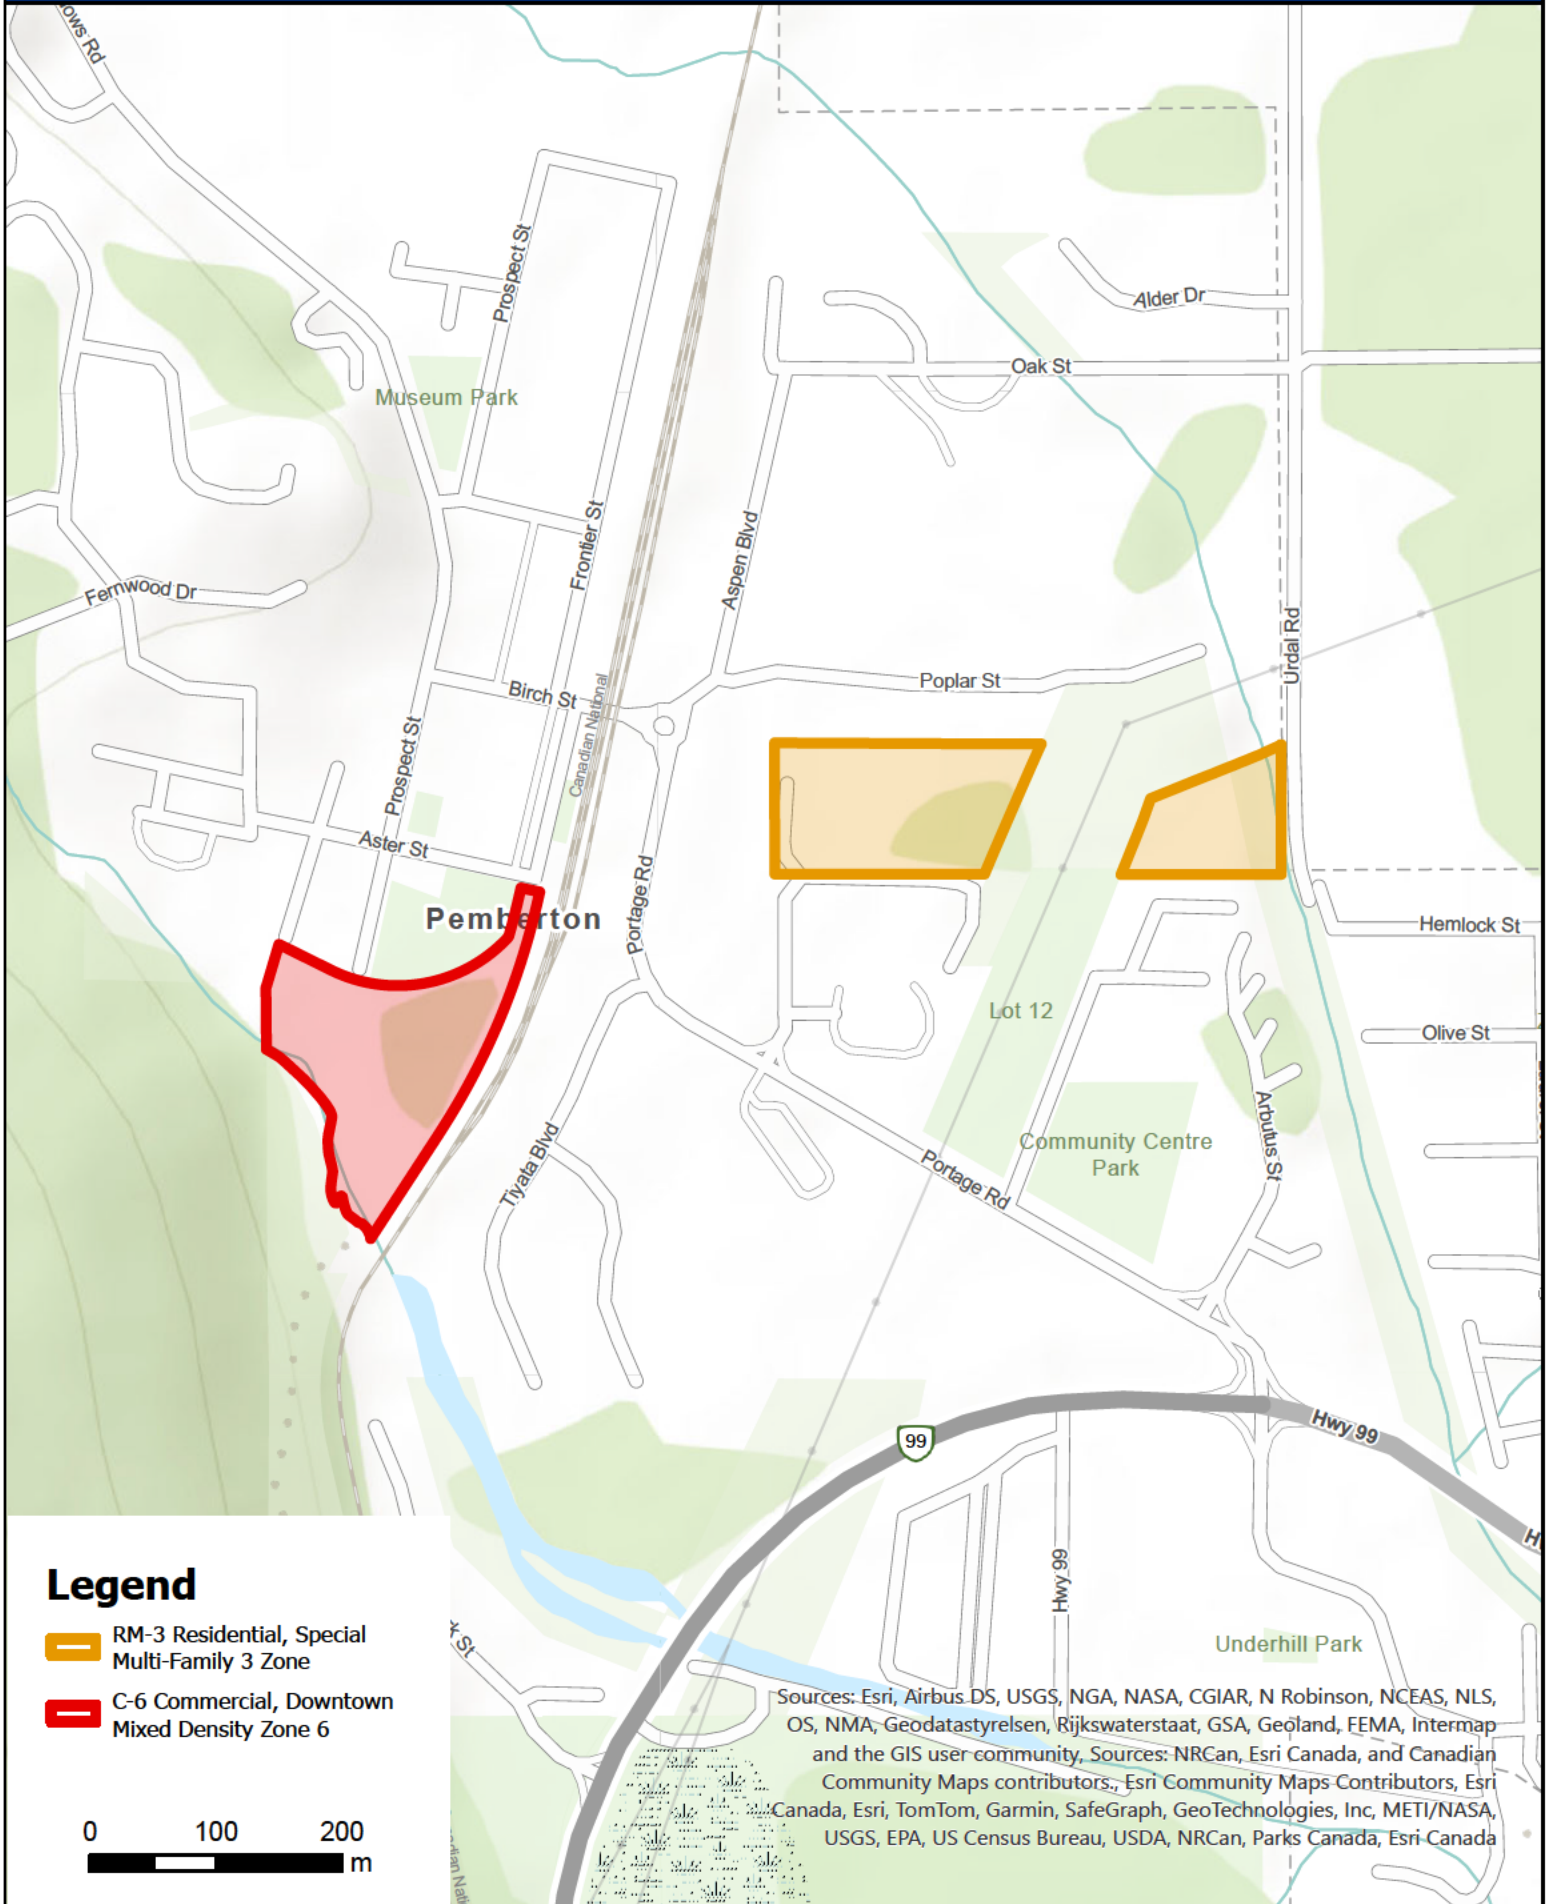 ows Rd
Prospect St
Alder Dr
Oak St
Museum Park
Frontier St
Aspen Blvd
Fernwood Dr
Urdal Rd
Birch St
Poplar St
Canadian National
Prospect St
Aster St
Portage Rd
Pemberton
Hemlock St
Lot 12
Olive St
Arbutus St
Tiyata Blvd
Community Centre
Park
Portage Rd
99
Hwy 99
Hwy 99
Underhill Park
Legend
RM-3 Residential, Special
Multi-Family 3 Zone
C-6 Commercial, Downtown
Mixed Density Zone 6
0 100 200
m
Sources: Esri, Airbus DS, USGS, NGA, NASA, CGIAR, N Robinson, NCEAS, NLS,
OS, NMA, Geodatastyrelsen, Rijkswaterstaat, GSA, Geoland, FEMA, Intermap
and the GIS user community, Sources: NRCan, Esri Canada, and Canadian
Community Maps contributors., Esri Community Maps Contributors, Esri
Canada, Esri, TomTom, Garmin, SafeGraph, GeoTechnologies, Inc, METI/NASA,
USGS, EPA, US Census Bureau, USDA, NRCan, Parks Canada, Esri Canada